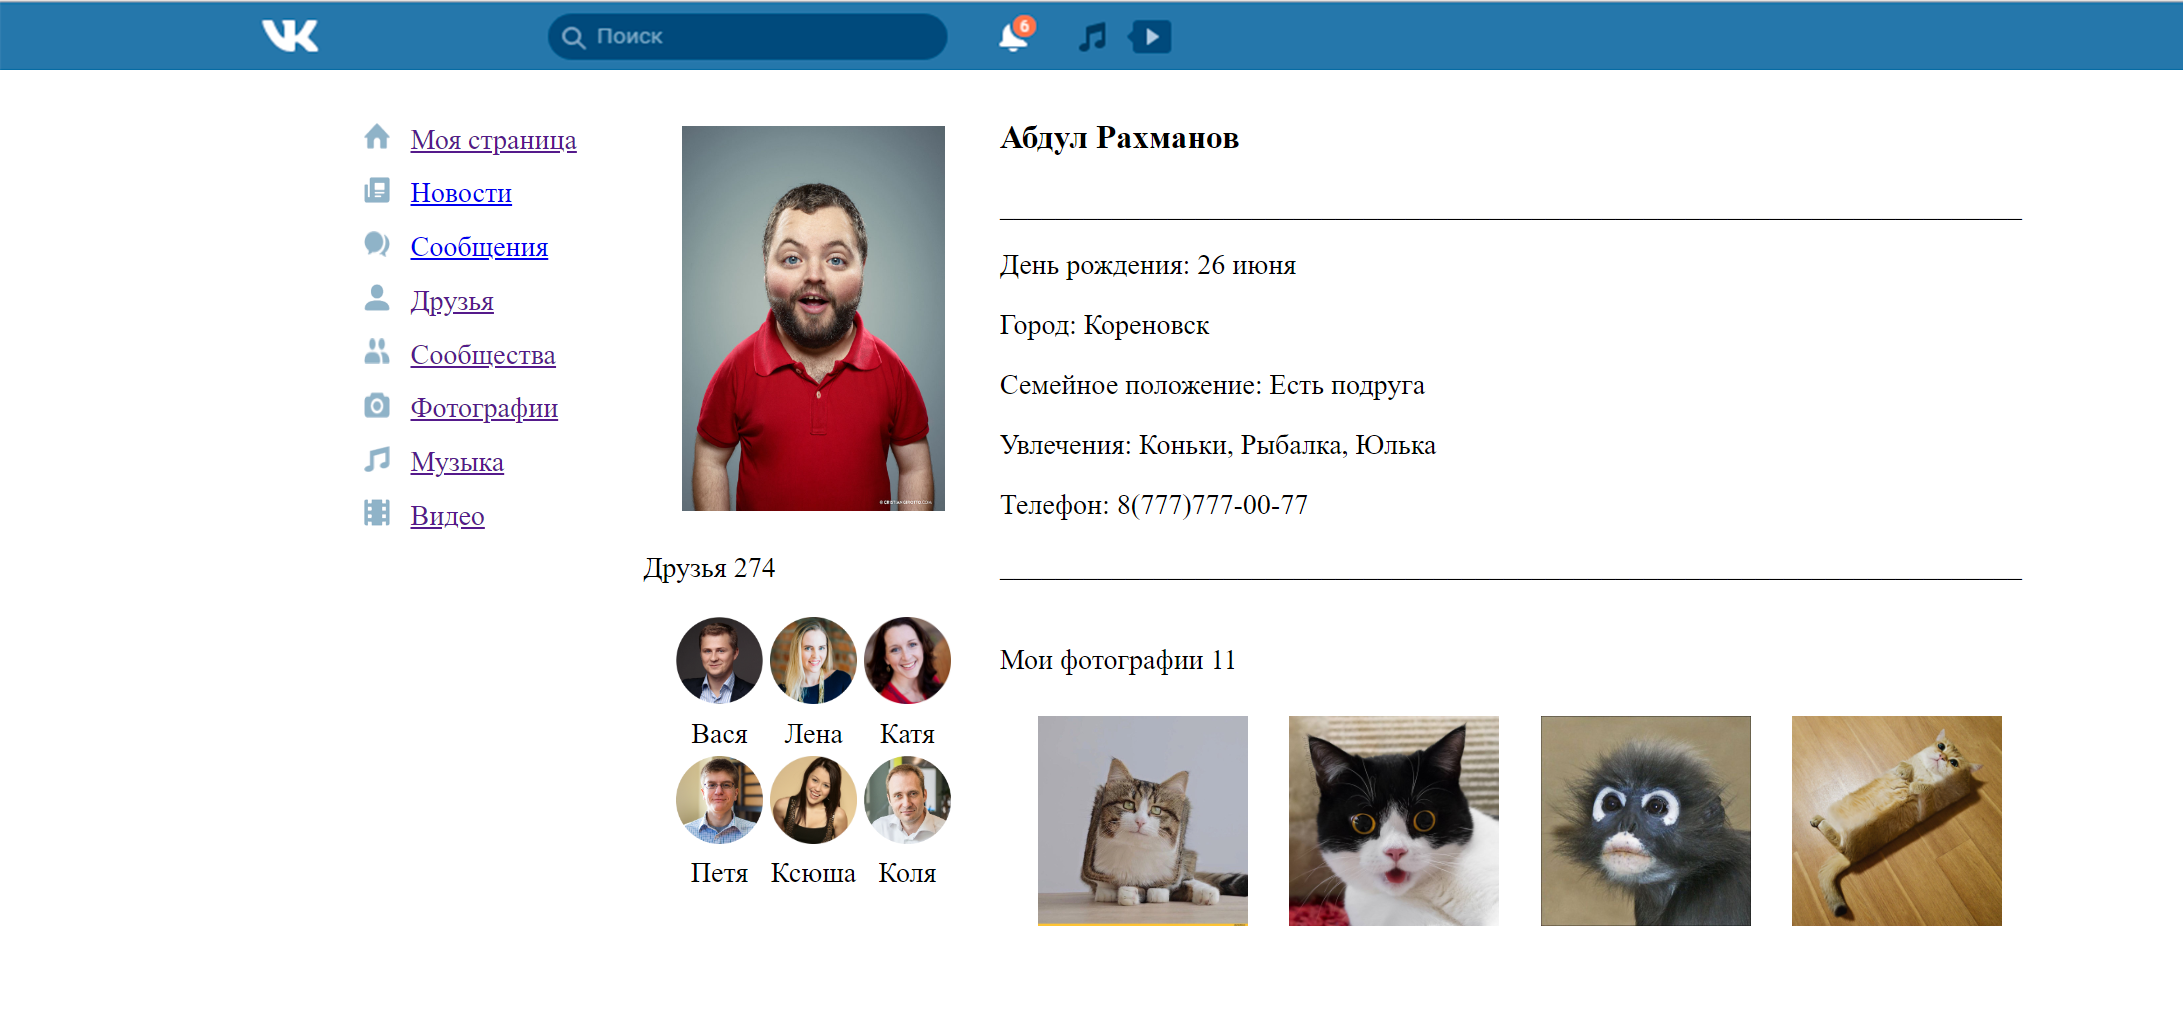 VK
Поиск
6
Моя страница
Новости
Сообщения
Друзья
Сообщества
Фотографии
Музыка
Видео
Друзья 274
Вася Лена Катя
Петя Ксюша Коля
Абдул Рахманов
День рождения: 26 июня
Город: Кореновск
Семейное положение: Есть подруга
Увлечения: Коньки, Рыбалка, Юлька
Телефон: 8(777)777-00-77
Мои фотографии 11